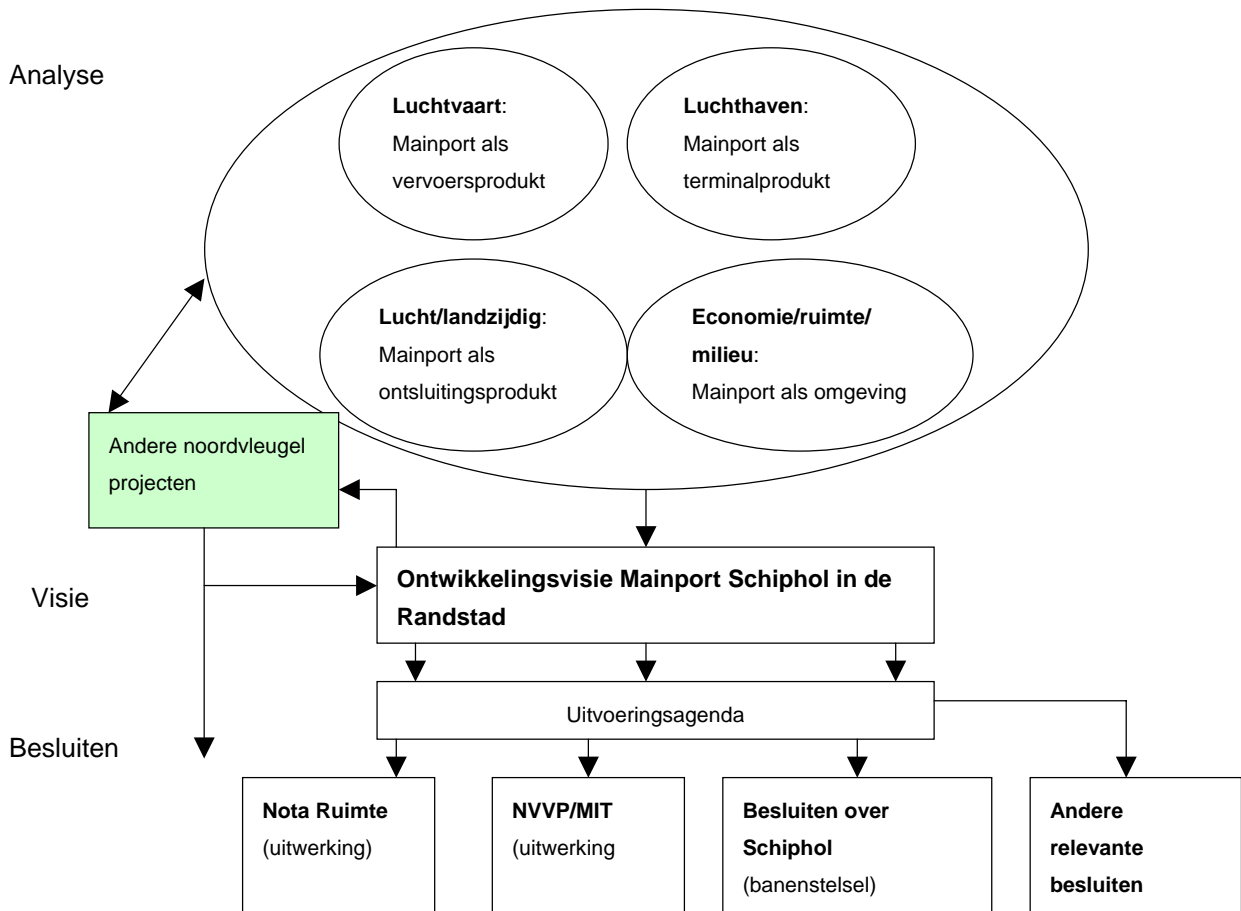 Analyse
Luchtvaart:
Mainport als
vervoersprodukt
Luchthaven:
Mainport als
terminalprodukt
Lucht/landzijdig:
Mainport als
ontsluitingsprodukt
Economie/ruimte/
milieu:
Mainport als omgeving
Andere noordvleugel
projecten
Visie
Ontwikkelingsvisie Mainport Schiphol in de
Randstad
Uitvoeringsagenda
Besluiten
Nota Ruimte
(uitwerking)
NVVP/MIT
(uitwerking
Besluiten over
Schiphol
(banenstelsel)
Andere
relevante
besluiten